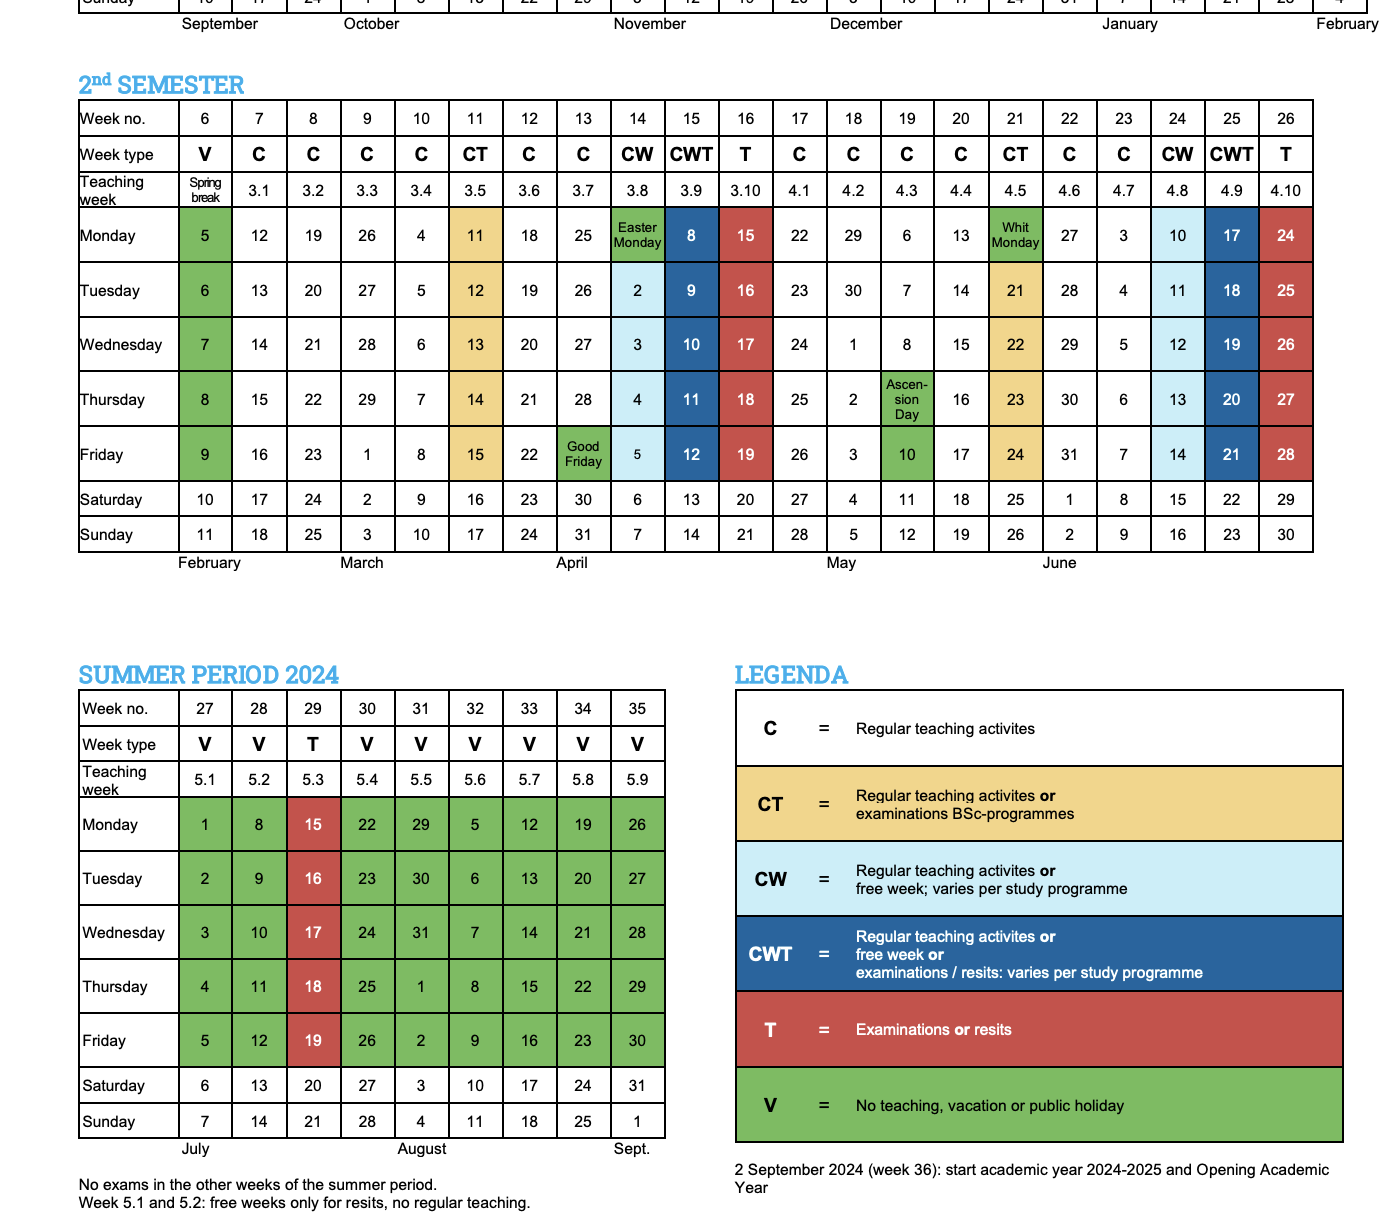 September October November December January February
2nd SEMESTER
Week no. 6 7 8 9 10 11 12 13 14 15 16 17 18 19 20 21 22 23 24 25 26
Week type V C C C C CT C C CW CWT T C C C C CT C C CW CWT T
Teaching week Spring break 3.1 3.2 3.3 3.4 3.5 3.6 3.7 3.8 3.9 3.10 4.1 4.2 4.3 4.4 4.5 4.6 4.7 4.8 4.9 4.10
Monday 5 12 19 26 4 11 18 25 Easter Monday 8 15 22 29 6 13 Whit Monday 27 3 10 17 24
Tuesday 6 13 20 27 5 12 19 26 2 9 16 23 30 7 14 21 28 4 11 18 25
Wednesday 7 14 21 28 6 13 20 27 3 10 17 24 1 8 15 22 29 5 12 19 26
Thursday 8 15 22 29 7 14 21 28 4 11 18 25 2 Ascen-sion Day 16 23 30 6 13 20 27
Friday 9 16 23 1 8 15 22 Good Friday 5 12 19 26 3 10 17 24 31 7 14 21 28
Saturday 10 17 24 2 9 16 23 30 6 13 20 27 4 11 18 25 1 8 15 22 29
Sunday 11 18 25 3 10 17 24 31 7 14 21 28 5 12 19 26 2 9 16 23 30
February March April May June
SUMMER PERIOD 2024
Week no. 27 28 29 30 31 32 33 34 35
Week type V V T V V V V V V
Teaching week 5.1 5.2 5.3 5.4 5.5 5.6 5.7 5.8 5.9
Monday 1 8 15 22 29 5 12 19 26
Tuesday 2 9 16 23 30 6 13 20 27
Wednesday 3 10 17 24 31 7 14 21 28
Thursday 4 11 18 25 1 8 15 22 29
Friday 5 12 19 26 2 9 16 23 30
Saturday 6 13 20 27 3 10 17 24 31
Sunday 7 14 21 28 4 11 18 25 1
July August Sept.
No exams in the other weeks of the summer period.
Week 5.1 and 5.2: free weeks only for resits, no regular teaching.
LEGENDA
C = Regular teaching activites
CT = Regular teaching activites or
examinations BSc-programmes
CW = Regular teaching activites or
free week; varies per study programme
CWT = Regular teaching activites or
free week or
examinations / resits: varies per study programme
T = Examinations or resits
V = No teaching, vacation or public holiday
2 September 2024 (week 36): start academic year 2024-2025 and Opening Academic
Year